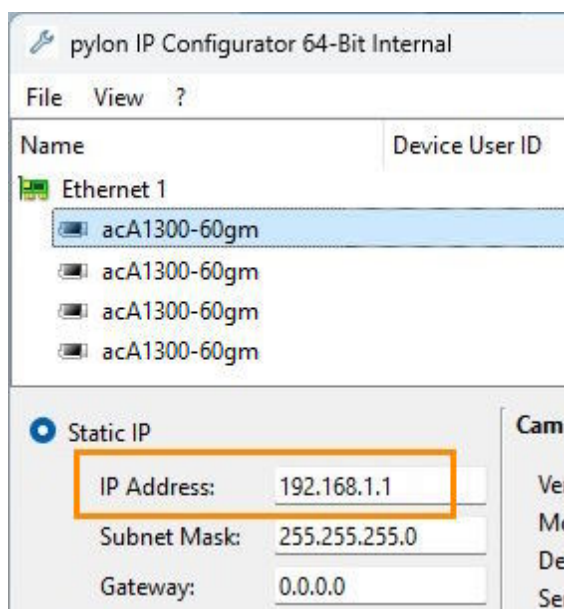 pylon IP Configurator 64-Bit Internal
File View ?
Name Device User ID
Ethernet 1
acA1300-60gm
acA1300-60gm
acA1300-60gm
acA1300-60gm
Static IP
IP Address: 192.168.1.1
Subnet Mask: 255.255.255.0
Gateway: 0.0.0.0